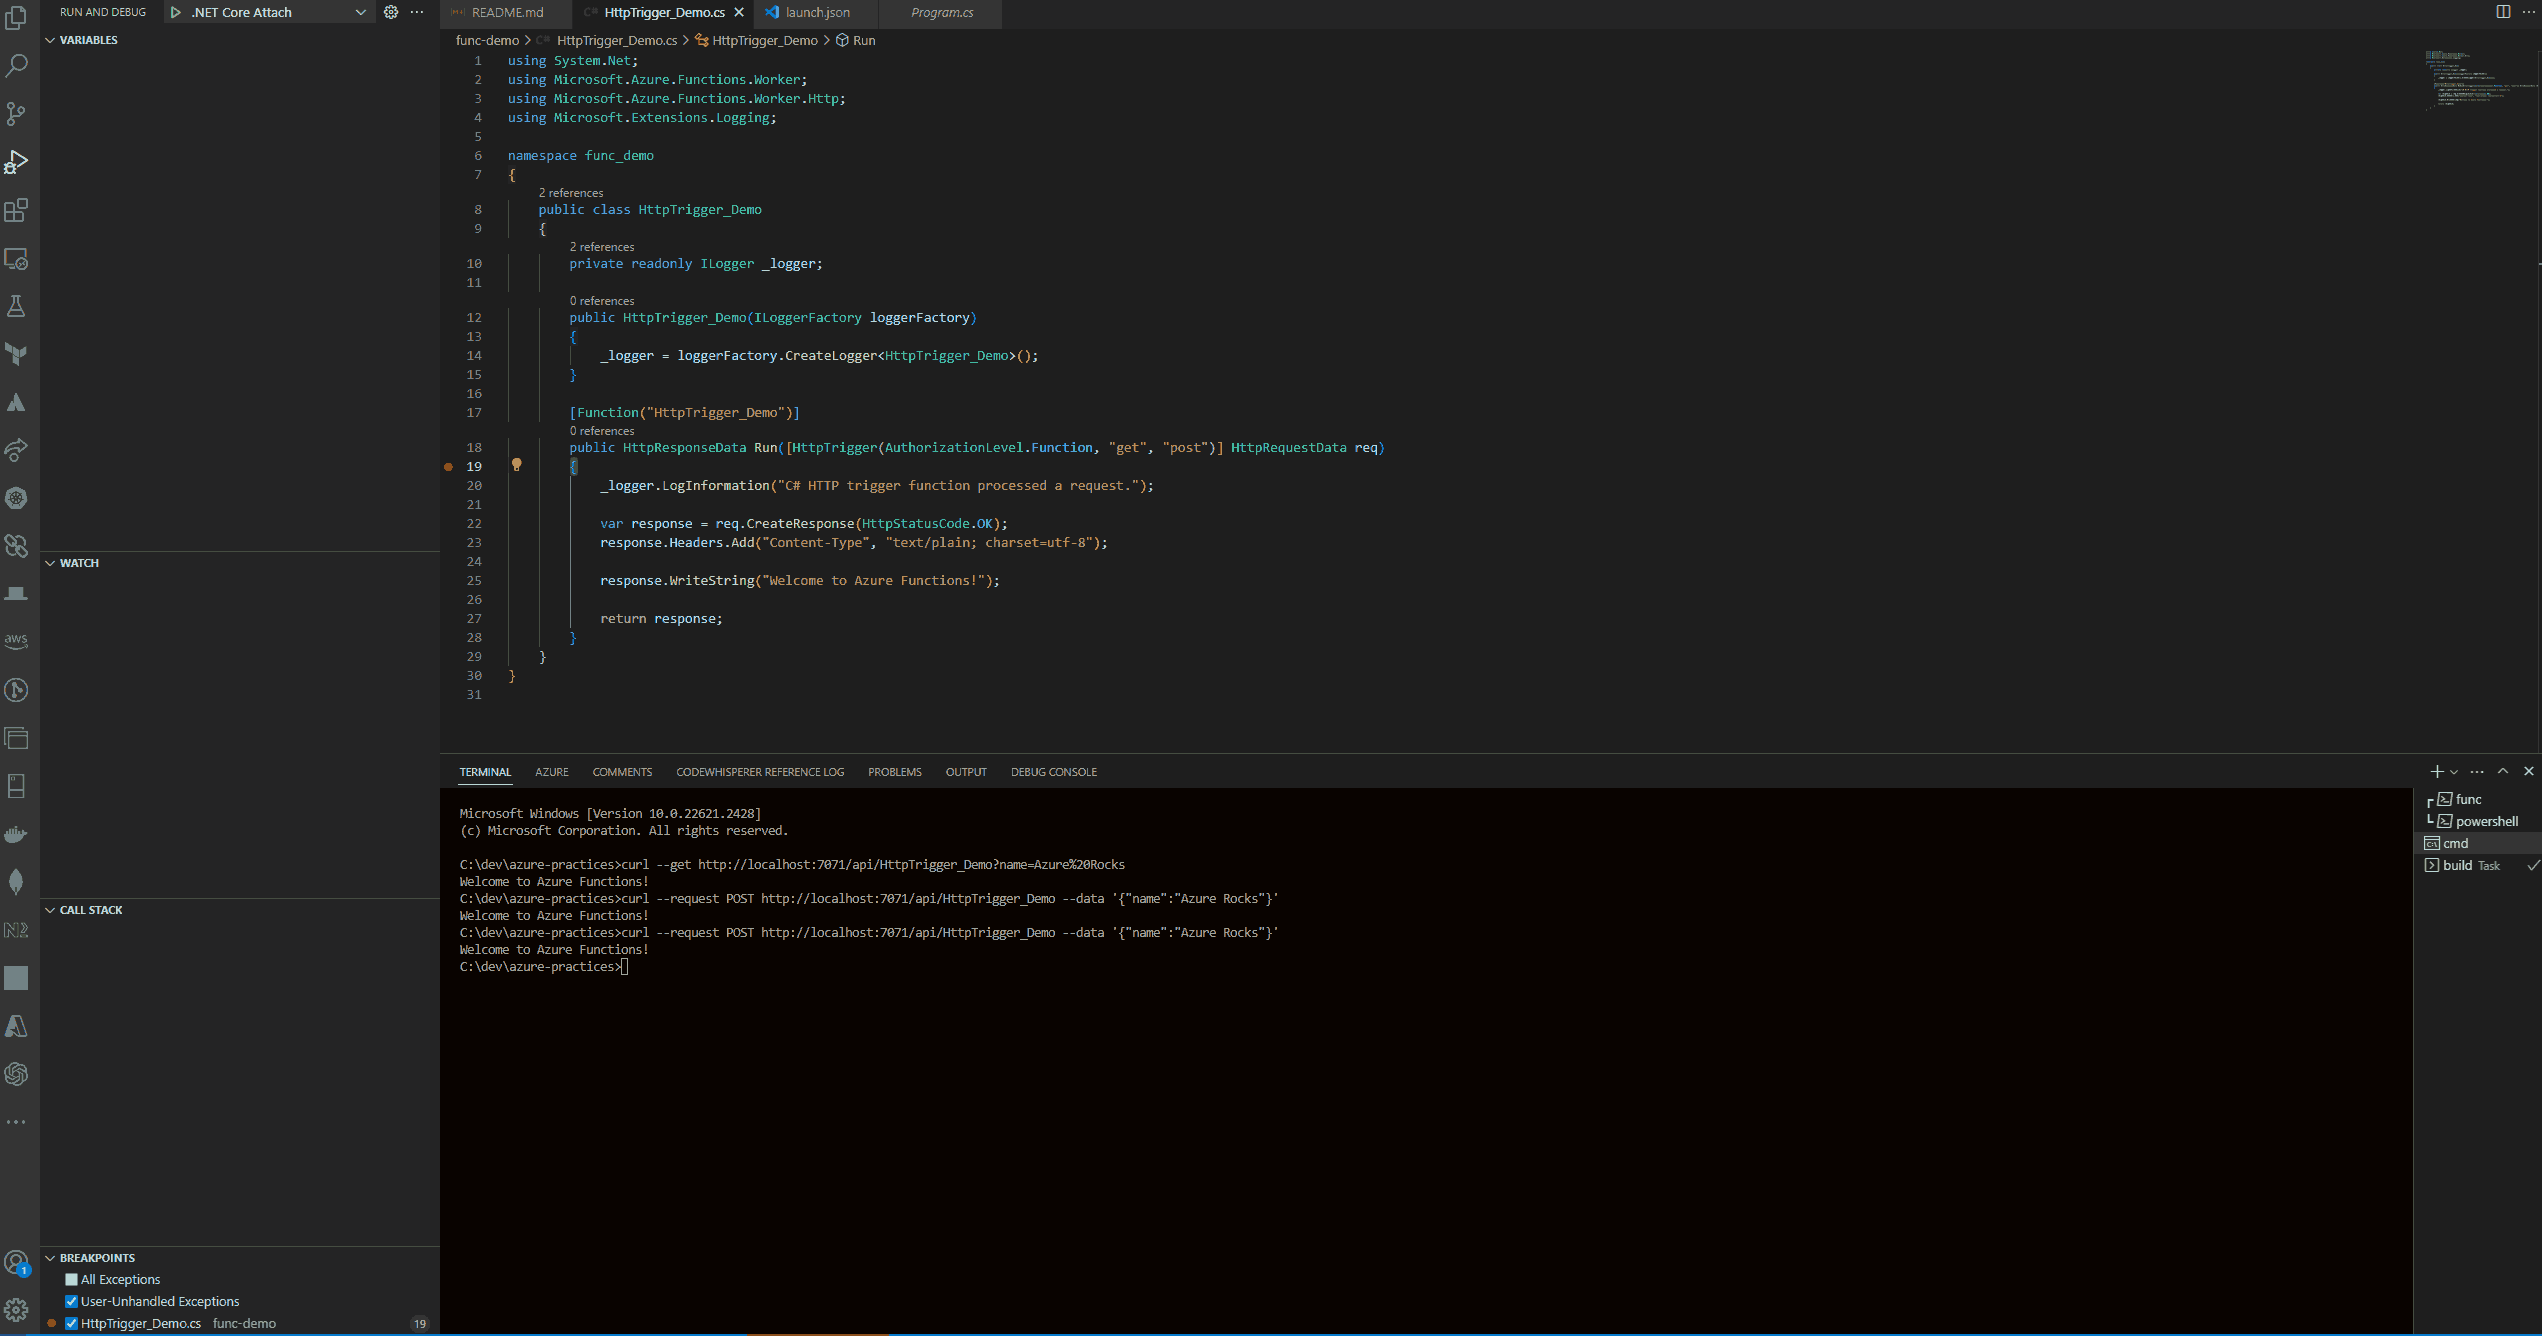 RUN AND DEBUG
.NET Core Attach
README.md
HttpTrigger_Demo.cs
launch.json
Program.cs
func-demo > HttpTrigger_Demo.cs > HttpTrigger_Demo > Run
VARIABLES
WATCH
CALL STACK
BREAKPOINTS
All Exceptions
User-Unhandled Exceptions
HttpTrigger_Demo.cs func-demo 19
aws
1
1 using System.Net;
2 using Microsoft.Azure.Functions.Worker;
3 using Microsoft.Azure.Functions.Worker.Http;
4 using Microsoft.Extensions.Logging;
5
6 namespace func_demo
7 {
2 references
8 public class HttpTrigger_Demo
9 {
2 references
10 private readonly ILogger _logger;
11
0 references
12 public HttpTrigger_Demo(ILoggerFactory loggerFactory)
13 {
14 _logger = loggerFactory.CreateLogger<HttpTrigger_Demo>();
15 }
16
17 [Function("HttpTrigger_Demo")]
0 references
18 public HttpResponseData Run([HttpTrigger(AuthorizationLevel.Function, "get", "post")] HttpRequestData req)
19 {
20 _logger.LogInformation("C# HTTP trigger function processed a request.");
21
22 var response = req.CreateResponse(HttpStatusCode.OK);
23 response.Headers.Add("Content-Type", "text/plain; charset=utf-8");
24
25 response.WriteString("Welcome to Azure Functions!");
26
27 return response;
28 }
29 }
30 }
31
TERMINAL AZURE COMMENTS CODEWHISPERER REFERENCE LOG PROBLEMS OUTPUT DEBUG CONSOLE
Microsoft Windows [Version 10.0.22621.2428]
(c) Microsoft Corporation. All rights reserved.
C:\dev\azure-practices>curl --get http://localhost:7071/api/HttpTrigger_Demo?name=Azure%20Rocks
Welcome to Azure Functions!
C:\dev\azure-practices>curl --request POST http://localhost:7071/api/HttpTrigger_Demo --data '{"name":"Azure Rocks"}'
Welcome to Azure Functions!
C:\dev\azure-practices>curl --request POST http://localhost:7071/api/HttpTrigger_Demo --data '{"name":"Azure Rocks"}'
Welcome to Azure Functions!
C:\dev\azure-practices>
func
powershell
cmd
build Task